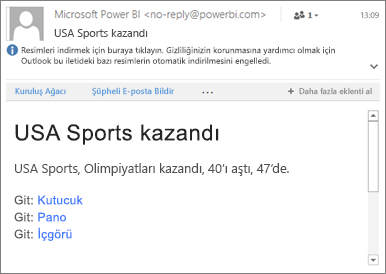 Microsoft Power BI <no-reply@powerbi.com>
1
13:09
USA Sports kazandı
Resimleri indirmek için buraya tıklayın. Gizliliğinizin korunmasına yardımcı olmak için
Outlook bu iletideki bazı resimlerin otomatik indirilmesini engelledi.
Kuruluş Ağacı
Şüpheli E-posta Bildir
...
+ Daha fazla eklenti al
USA Sports kazandı
USA Sports, Olimpiyatları kazandı, 40’ı aştı, 47’de.
Git: Kutucuk
Git: Pano
Git: İçgörü